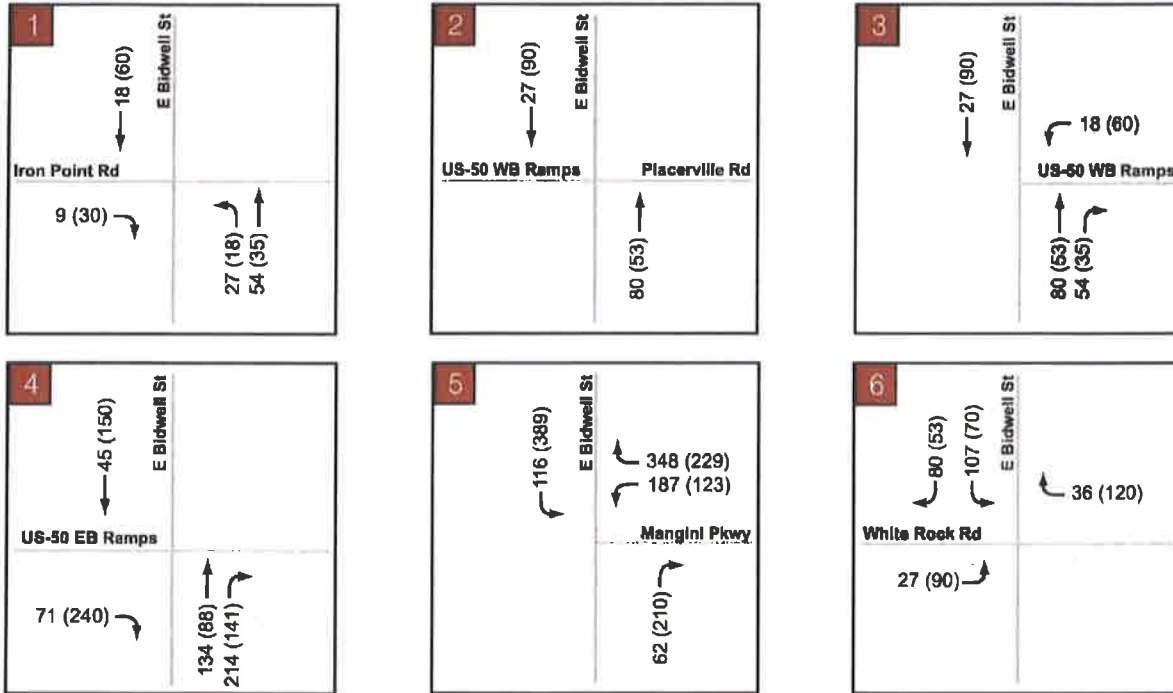 1
E Bidwell St
18 (60)
Iron Point Rd
9 (30)
27 (18)
54 (35)
2
E Bidwell St
27 (90)
US-50 WB Ramps
Placerville Rd
80 (53)
3
E Bidwell St
27 (90)
18 (60)
US-50 WB Ramps
80 (53)
54 (35)
4
E Bidwell St
45 (150)
US-50 EB Ramps
71 (240)
134 (88)
214 (141)
5
E Bidwell St
116 (389)
348 (229)
187 (123)
Mangini Pkwy
62 (210)
6
E Bidwell St
80 (53)
107 (70)
36 (120)
White Rock Rd
27 (90)